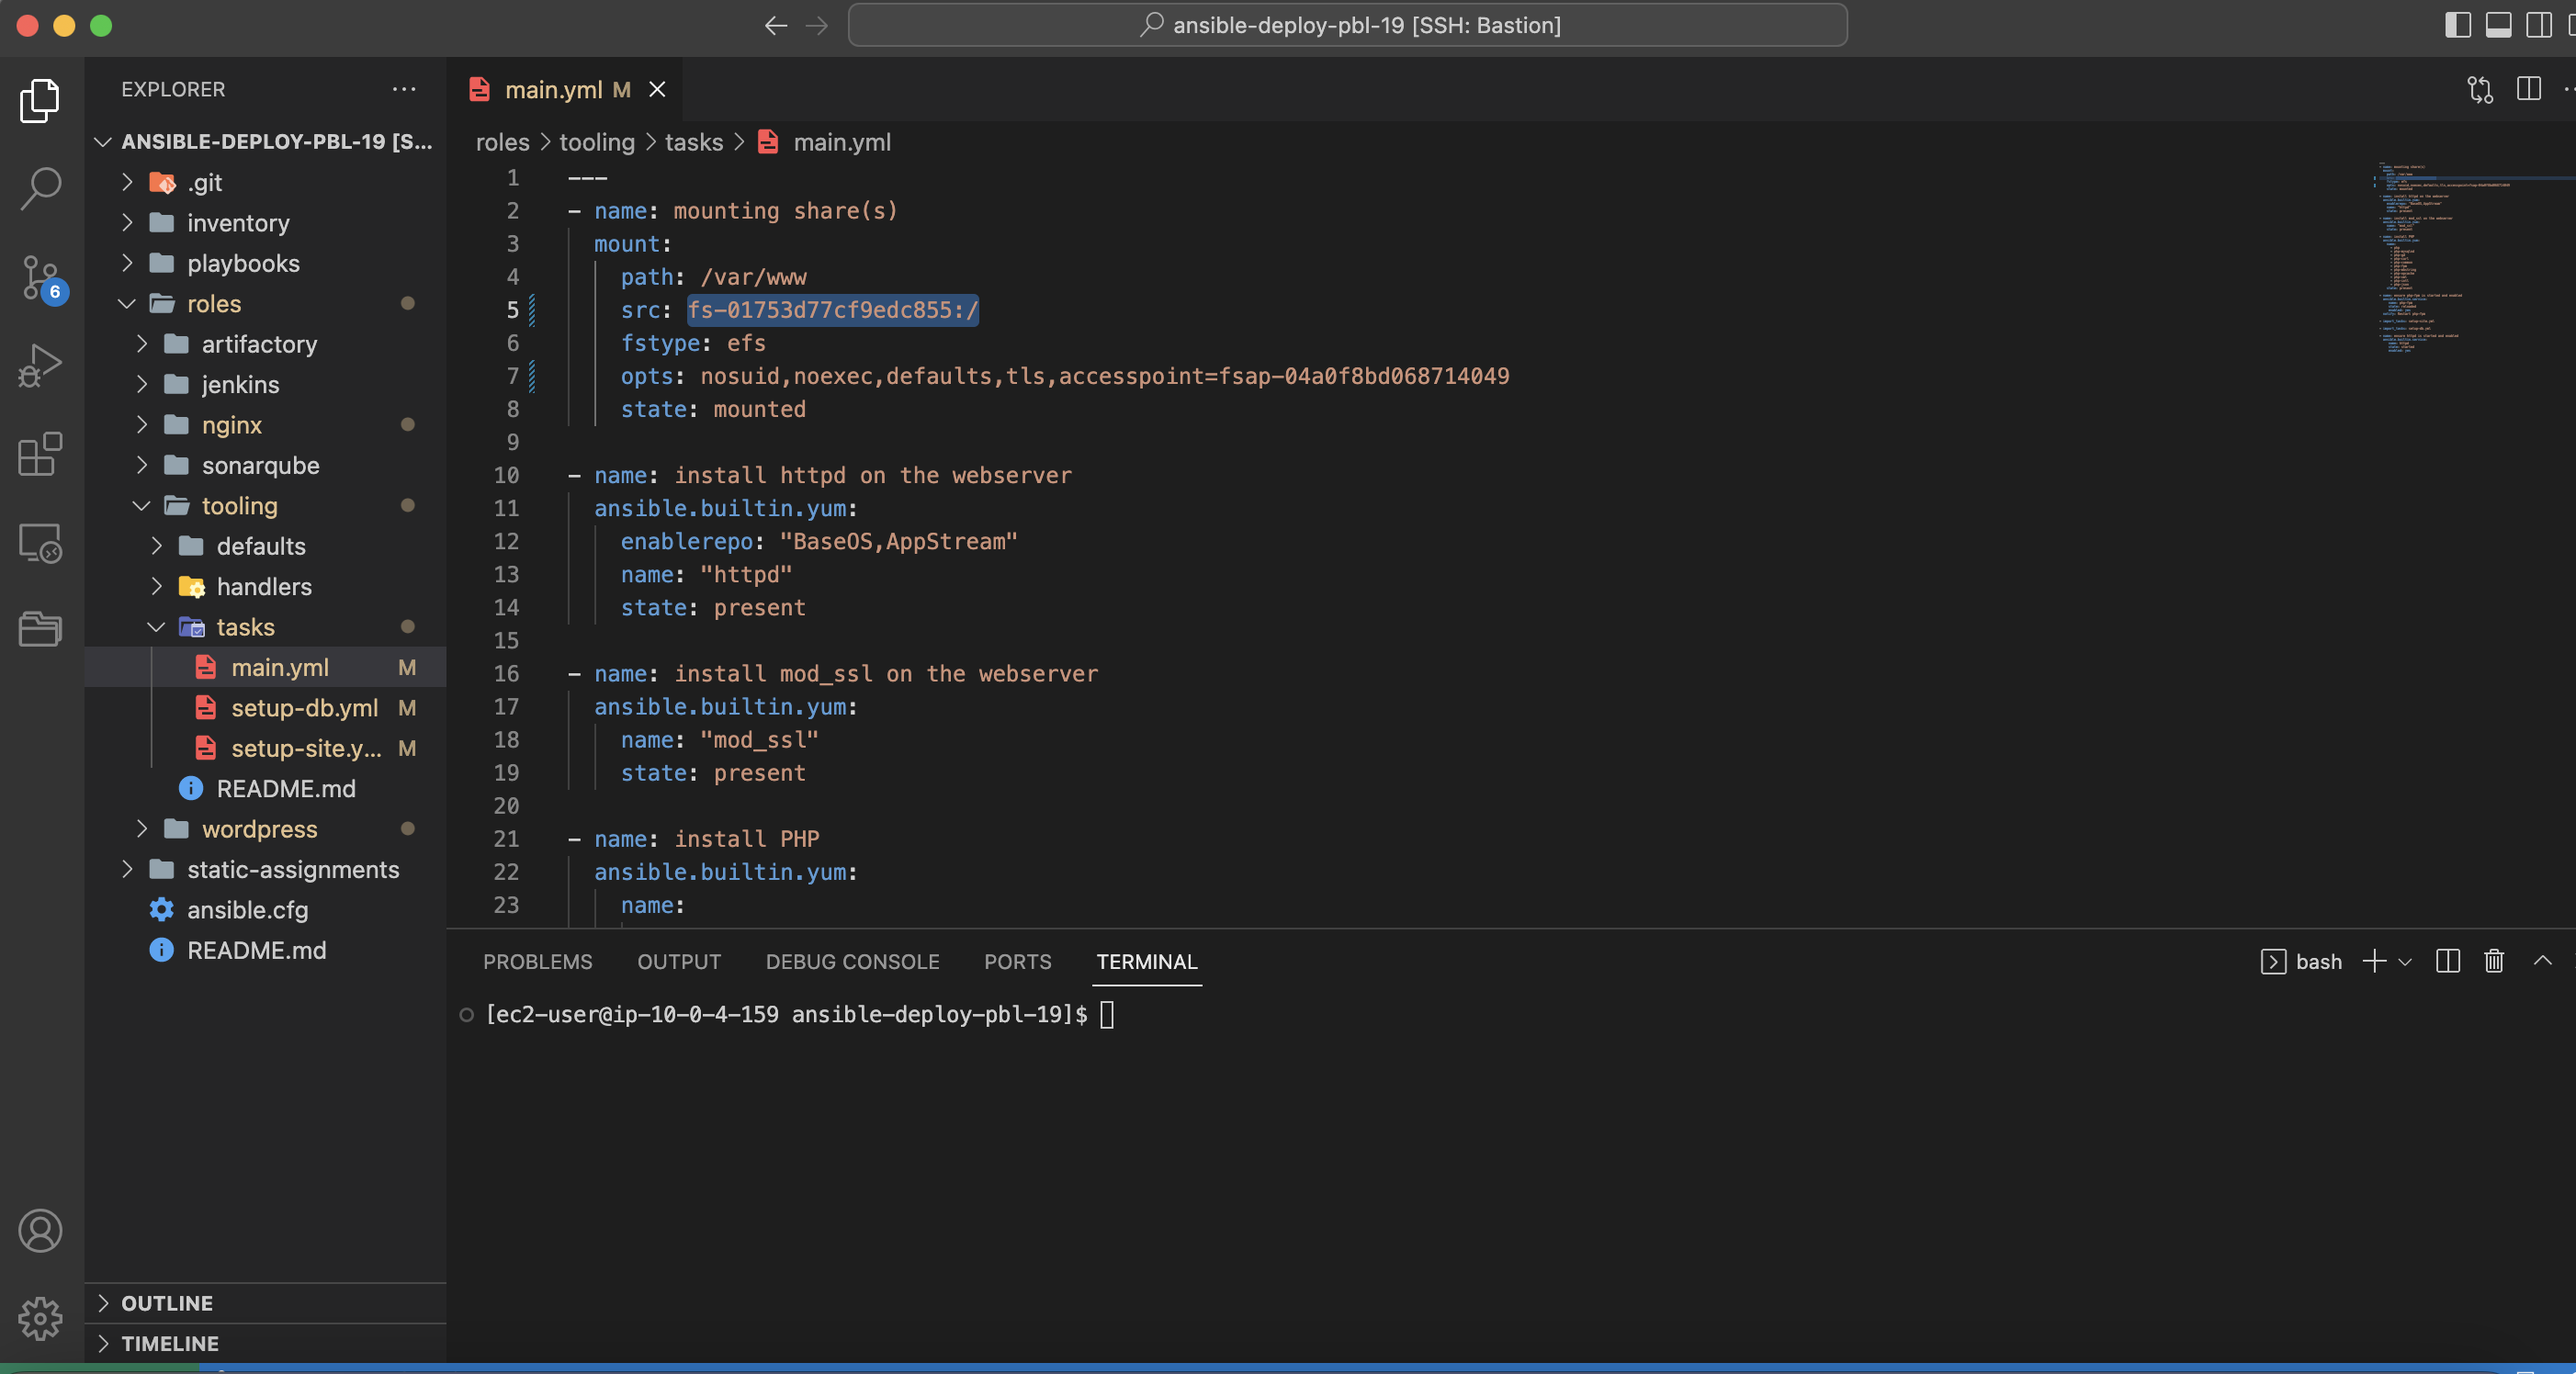 ansible-deploy-pbl-19 [SSH: Bastion]
EXPLORER
ANSIBLE-DEPLOY-PBL-19 [S...
.git
inventory
playbooks
roles
artifactory
jenkins
nginx
sonarqube
tooling
defaults
handlers
tasks
main.yml M
setup-db.yml M
setup-site.y... M
README.md
wordpress
static-assignments
ansible.cfg
README.md
OUTLINE
TIMELINE
6
main.yml M
roles > tooling > tasks > main.yml
1 ---
2 - name: mounting share(s)
3 mount:
4 path: /var/www
5 src: fs-01753d77cf9edc855:/
6 fstype: efs
7 opts: nosuid,noexec,defaults,tls,accesspoint=fsap-04a0f8bd068714049
8 state: mounted
9
10 - name: install httpd on the webserver
11 ansible.builtin.yum:
12 enablerepo: "BaseOS,AppStream"
13 name: "httpd"
14 state: present
15
16 - name: install mod_ssl on the webserver
17 ansible.builtin.yum:
18 name: "mod_ssl"
19 state: present
20
21 - name: install PHP
22 ansible.builtin.yum:
23 name:
PROBLEMS OUTPUT DEBUG CONSOLE PORTS TERMINAL
bash
[ec2-user@ip-10-0-4-159 ansible-deploy-pbl-19]$